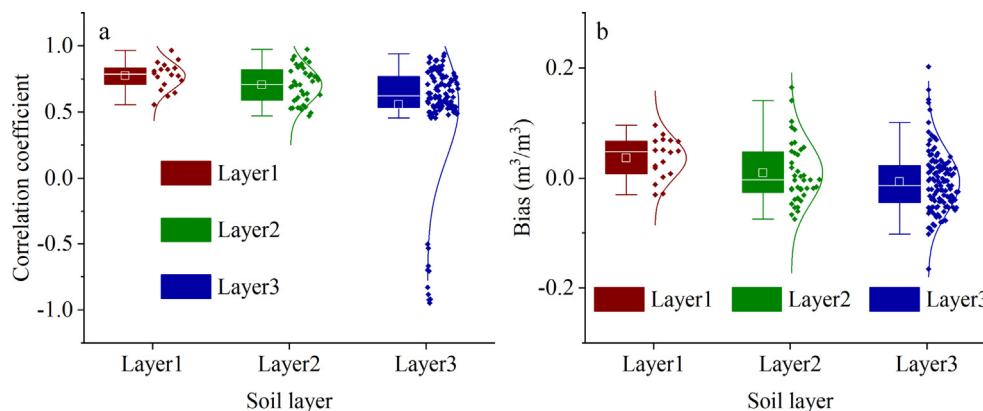 a
1.0
0.5
0.0
-0.5
-1.0
Correlation coefficient
Layer1
Layer2
Layer3
Layer1
Layer2
Layer3
Soil layer
b
0.2
0.0
-0.2
Bias (m³/m³)
Layer1
Layer2
Layer3
Layer1
Layer2
Layer3
Soil layer